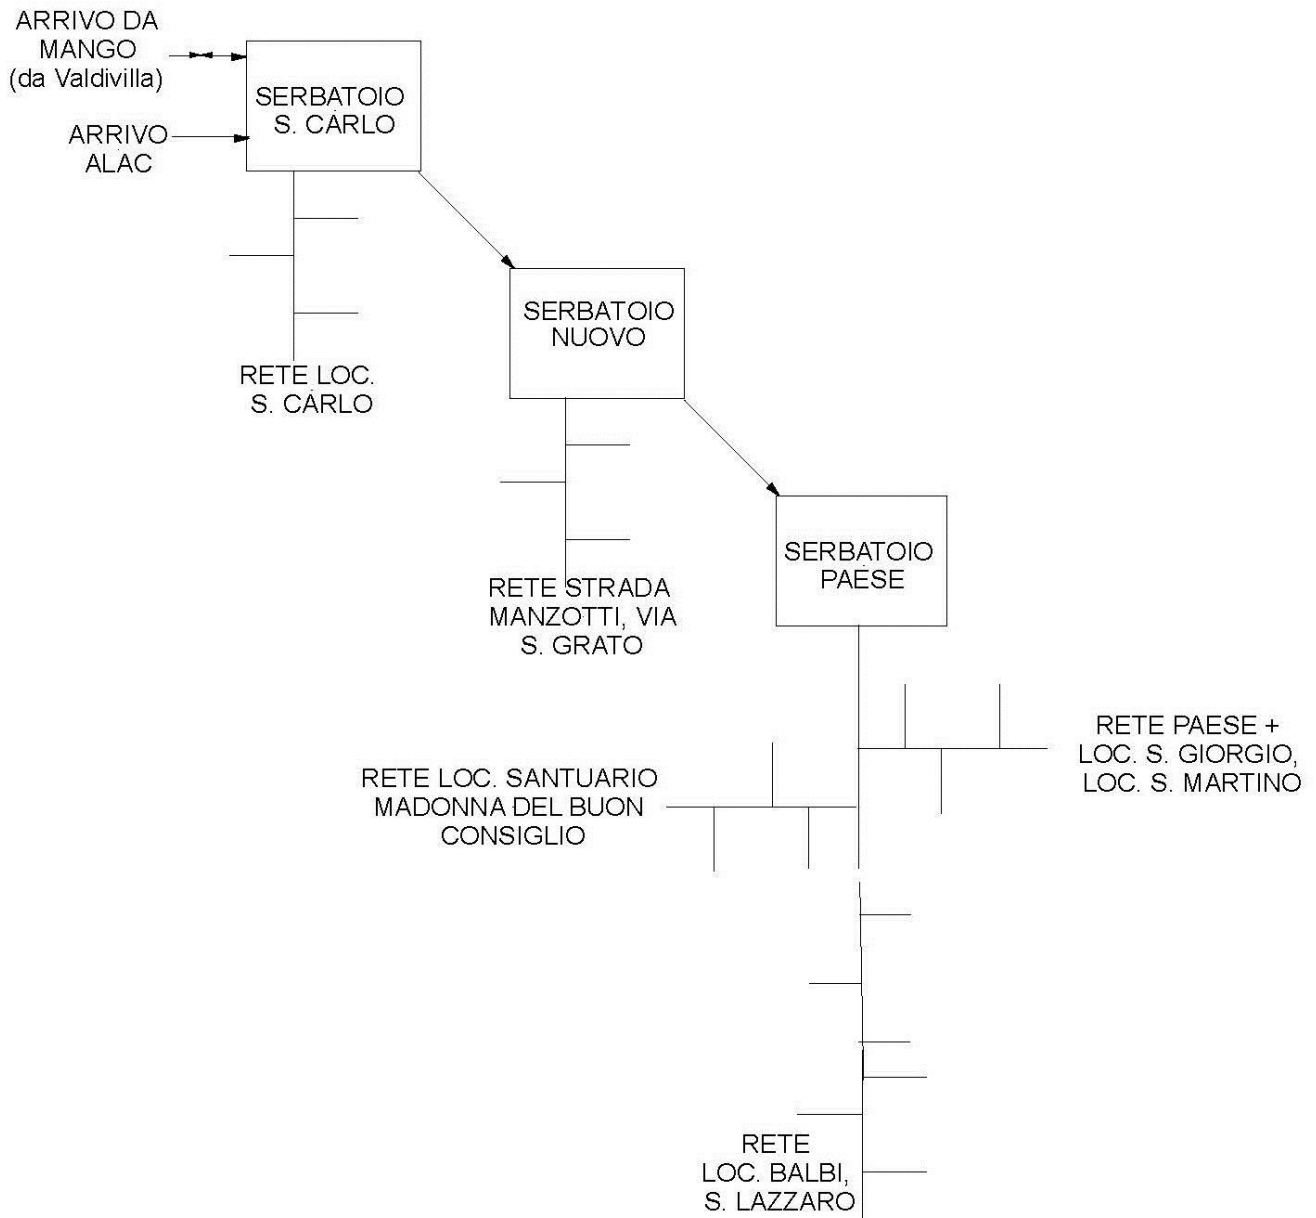 ARRIVO DA
MANGO
(da Valdivilla)
SERBATOIO
S. CARLO
ARRIVO
ALAC
SERBATOIO
NUOVO
RETE LOC.
S. CARLO
SERBATOIO
PAESE
RETE STRADA
MANZOTTI, VIA
S. GRATO
RETE PAESE +
LOC. S. GIORGIO,
LOC. S. MARTINO
RETE LOC. SANTUARIO
MADONNA DEL BUON
CONSIGLIO
RETE
LOC. BALBI,
S. LAZZARO